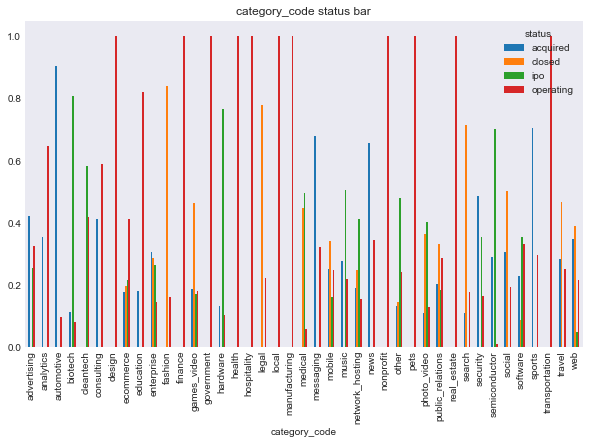 category_code status bar
status
acquired
closed
ipo
operating
1.0
0.8
0.6
0.4
0.2
0.0
advertising
analytics
automotive
biotech
cleantech
consulting
design
ecommerce
education
enterprise
fashion
finance
games_video
government
hardware
health
hospitality
legal
local
manufacturing
medical
messaging
mobile
music
network_hosting
news
nonprofit
other
pets
photo_video
public_relations
real_estate
search
security
semiconductor
social
software
sports
transportation
travel
web
category_code